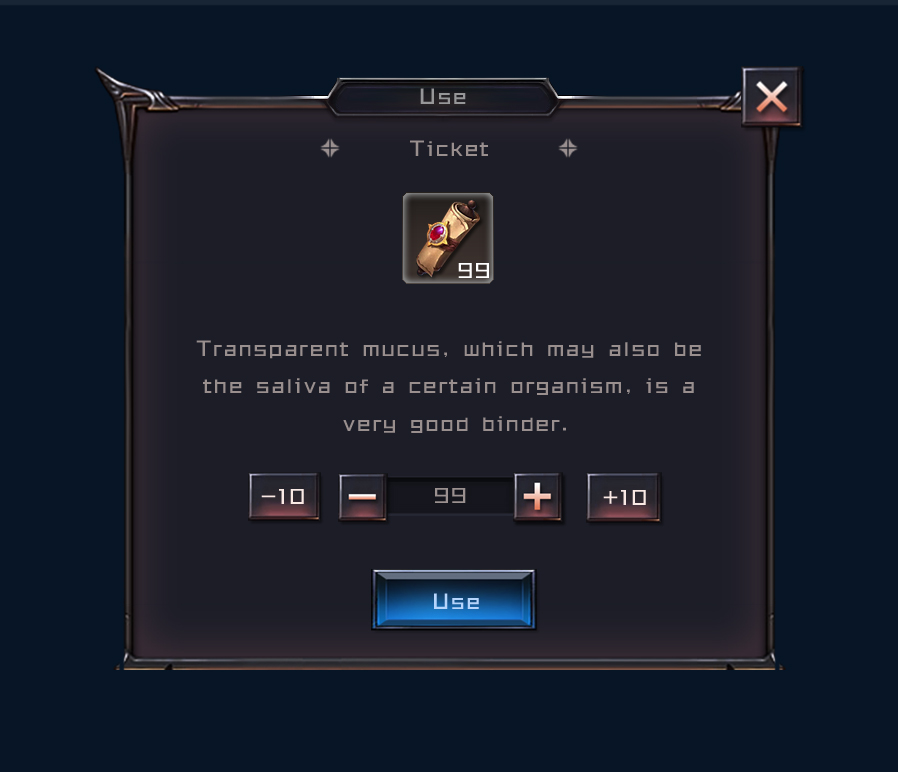 Use
Ticket
99
Transparent mucus, which may also be
the saliva of a certain organism, is a
very good binder.
-10 99 +10
Use